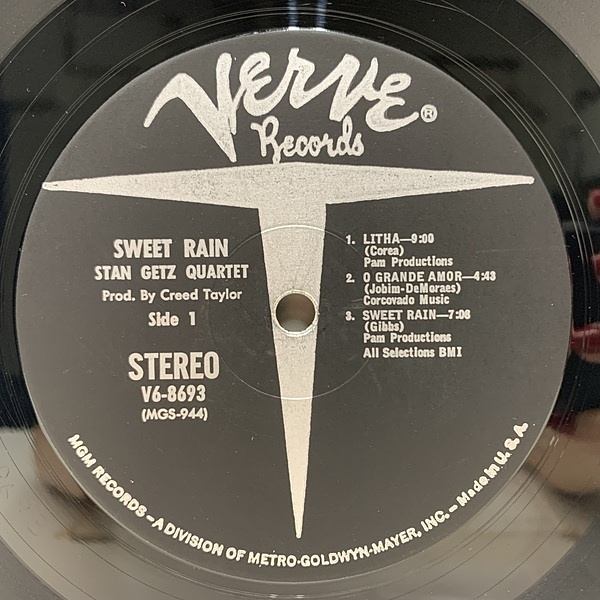 Verve®
Records
SWEET RAIN
STAN GETZ QUARTET
Prod. By Creed Taylor
Side 1
STEREO
V6-8693
(MGS-944)
1. LITHA—9:00
(Corea)
Pam Productions
2. O GRANDE AMOR—4:43
(Jobim-DeMoraes)
Corcovado Music
3. SWEET RAIN—7:06
(Gibbs)
Pam Productions
All Selections BMI
MGM RECORDS – A DIVISION OF METRO-GOLDWYN-MAYER, INC. – Made in U.S.A.